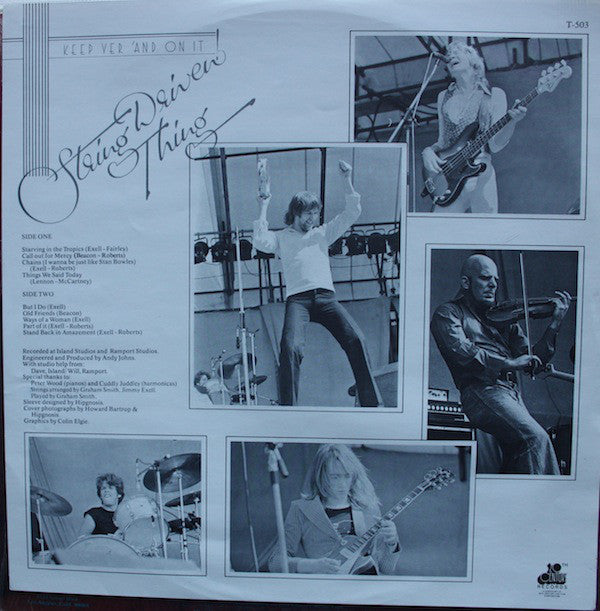 T-503
KEEP YER 'AND ON IT
String Driven
Thing
SIDE ONE
Starving in the Tropics (Exell - Fairley)
Call out for Mercy (Beacon - Roberts)
Chains (I wanna be just like Stan Bowles)
(Exell - Roberts)
Things We Said Today
(Lennon - McCartney)
SIDE TWO
But I Do (Exell)
Old Friends (Beacon)
Ways of a Woman (Exell)
Part of it (Exell - Roberts)
Stand Back in Amazement (Exell - Roberts)
Recorded at Island Studios and Ramport Studios.
Engineered and Produced by Andy Johns.
With studio help from:
Dave, Island; Will, Ramport.
Special thanks to:
Peter Wood (pianos) and Cuddly Juddles (harmonicas)
Strings arranged by Graham Smith, Jimmy Exell.
Played by Graham Smith.
Sleeve designed by Hipgnosis.
Cover photographs by Howard Bartrop &
Hipgnosis.
Graphics by Colin Elgie.
20TH
CENTURY
RECORDS